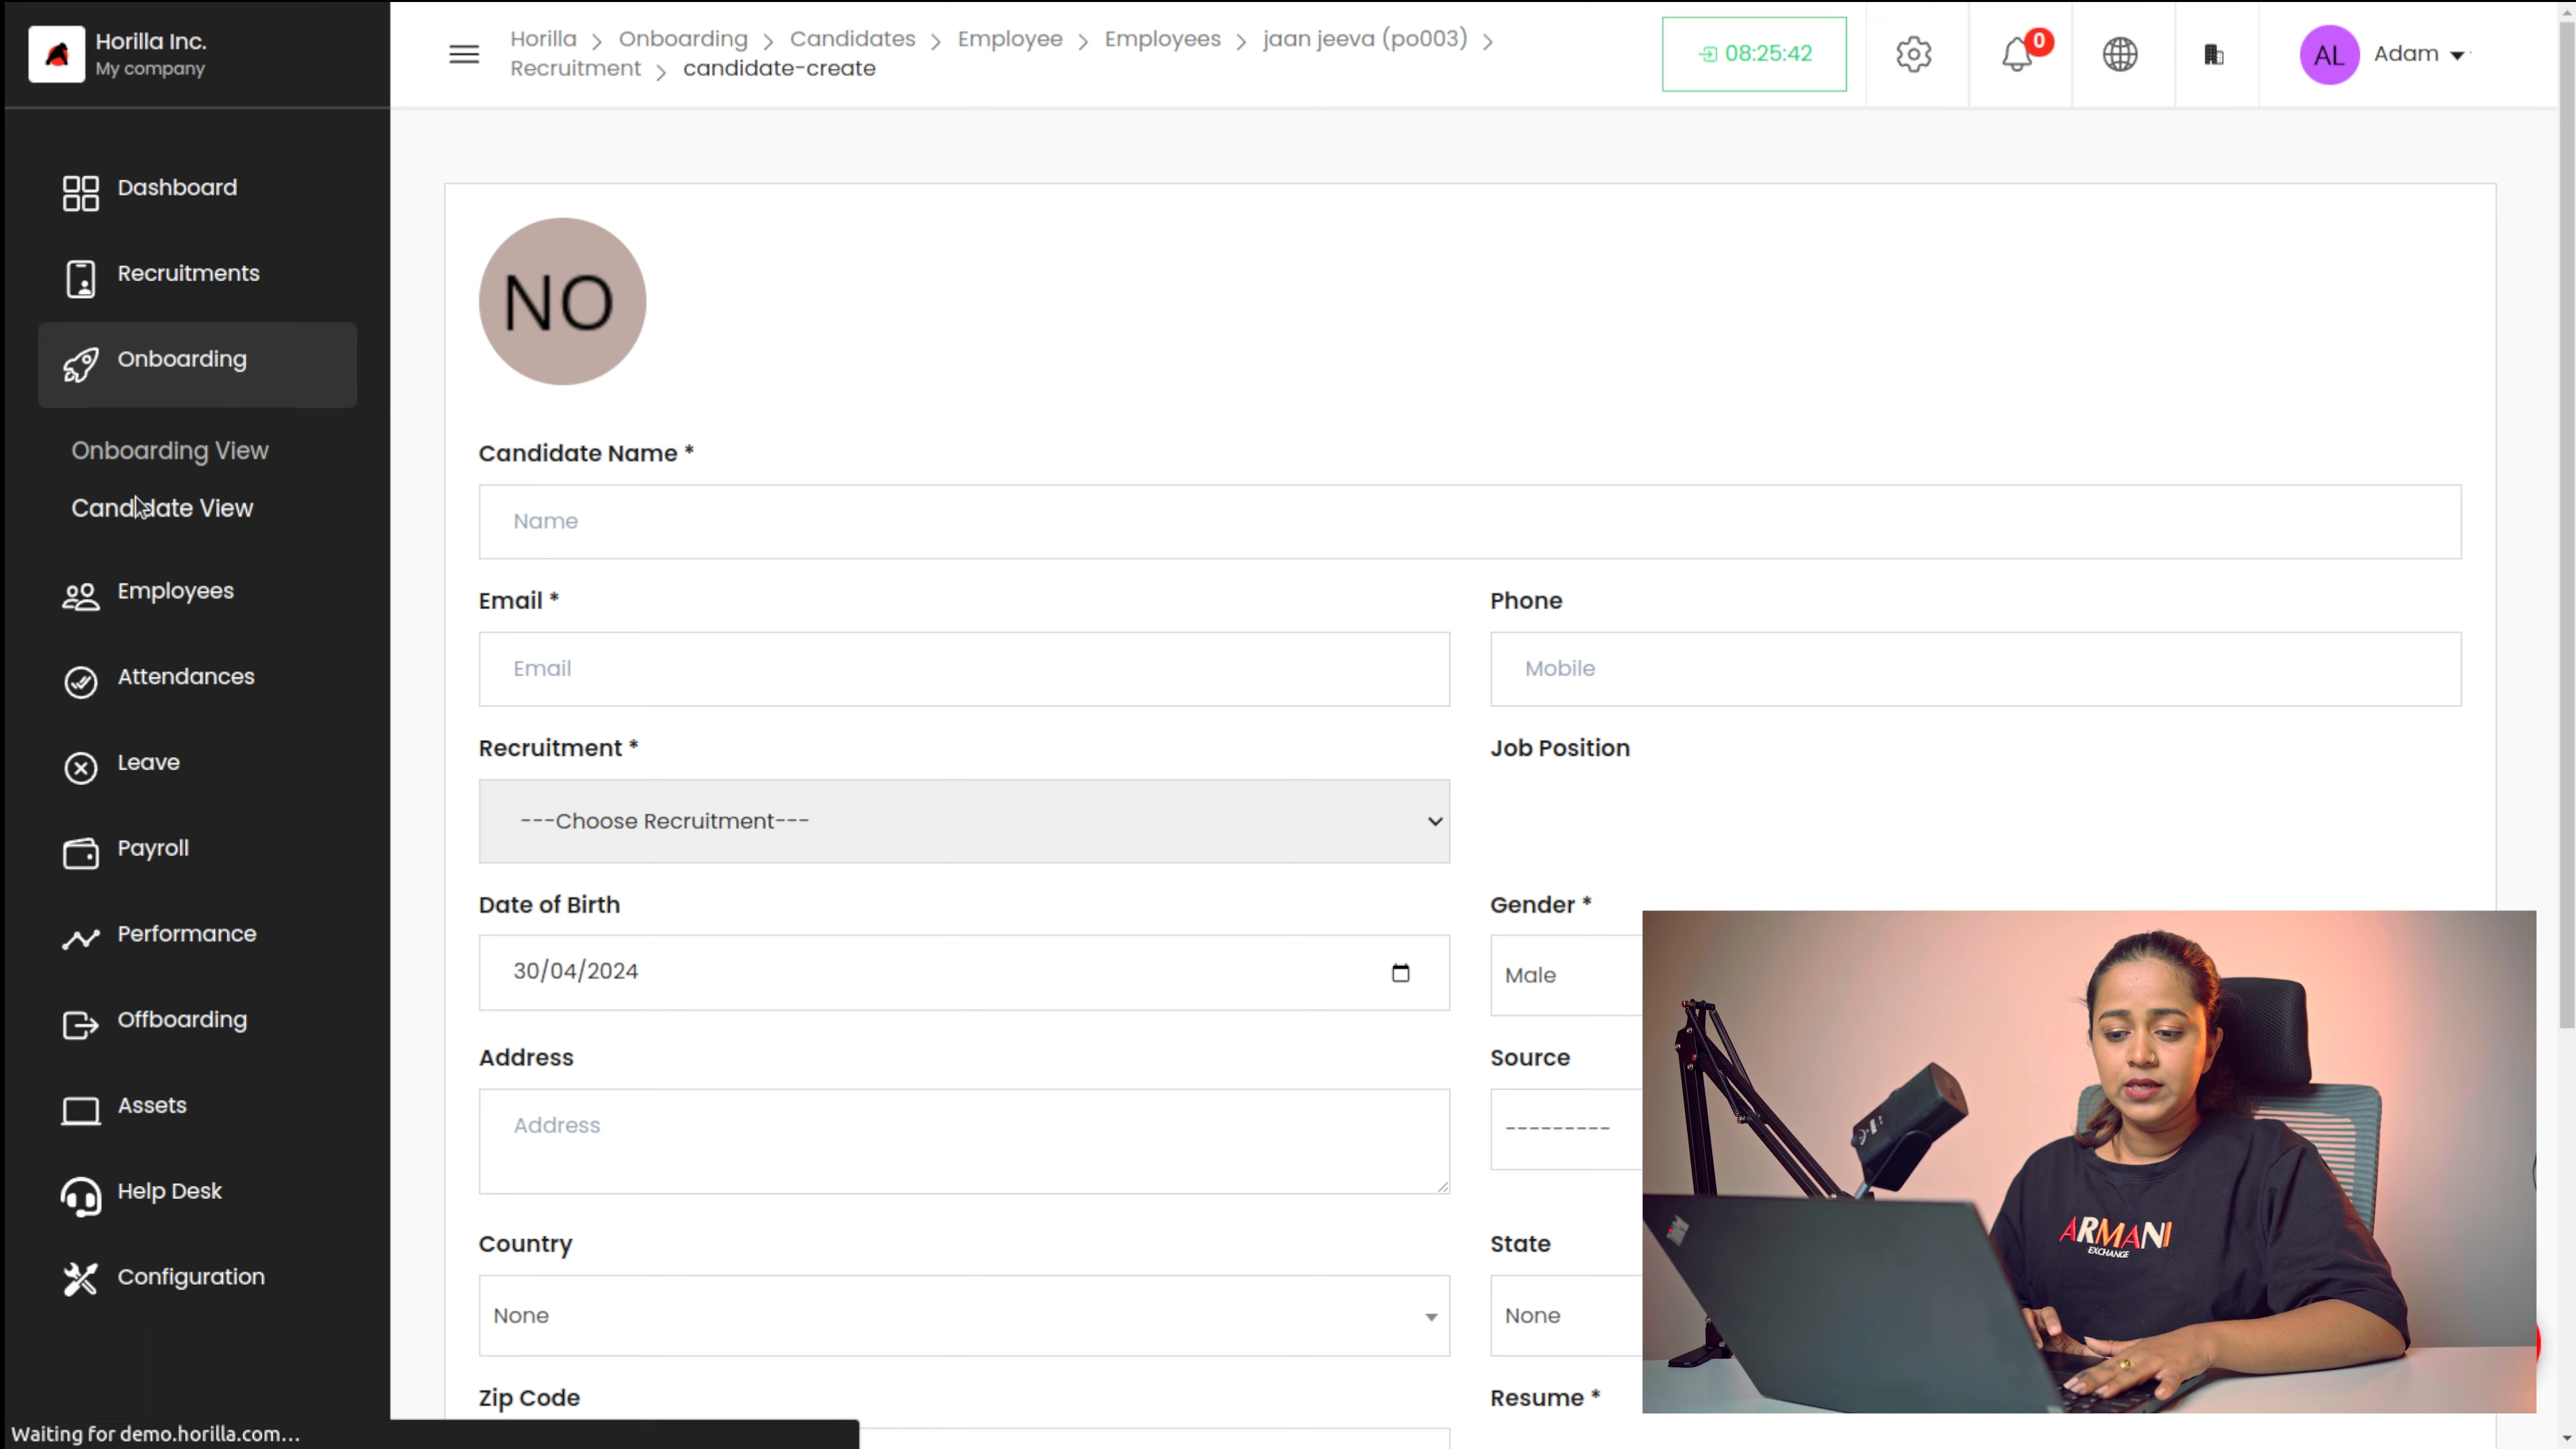 Horilla Inc.
My company
Dashboard
Recruitments
Onboarding
Onboarding View
Candidate View
Employees
Attendances
Leave
Payroll
Performance
Offboarding
Assets
Help Desk
Configuration
Waiting for demo.horilla.com...
Horilla > Onboarding > Candidates > Employee > Employees > jaan jeeva (po003) >
Recruitment > candidate-create
08:25:42
0
AL
Adam
NO
Candidate Name *
Name
Email *
Phone
Email
Mobile
Recruitment *
Job Position
---Choose Recruitment---
Date of Birth
Gender *
30/04/2024
Male
Address
Source
Address
---------
Country
State
None
None
Zip Code
Resume *
ARMANI
EXCHANGE